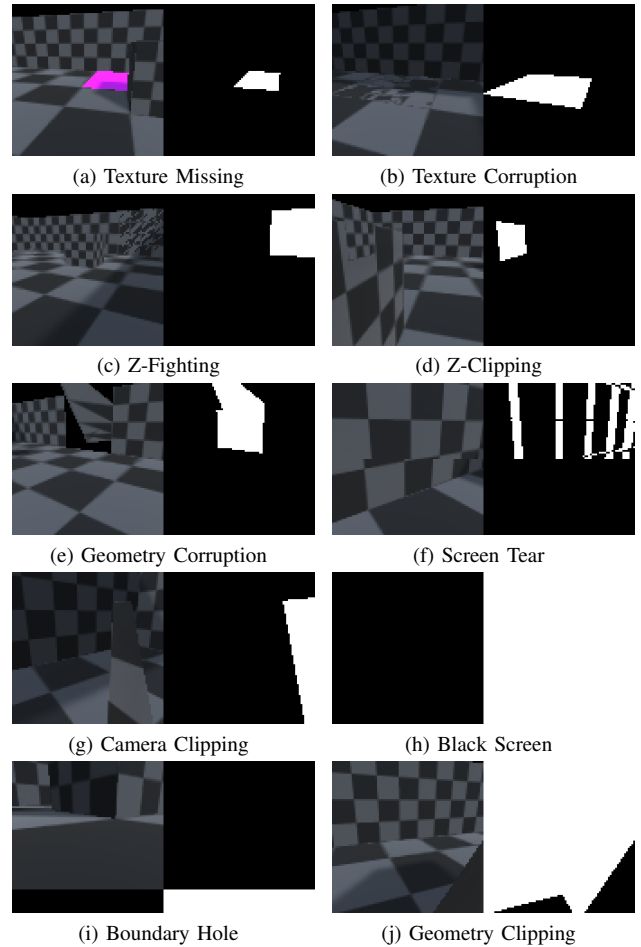 (a) Texture Missing
(b) Texture Corruption
(c) Z-Fighting
(d) Z-Clipping
(e) Geometry Corruption
(f) Screen Tear
(g) Camera Clipping
(h) Black Screen
(i) Boundary Hole
(j) Geometry Clipping